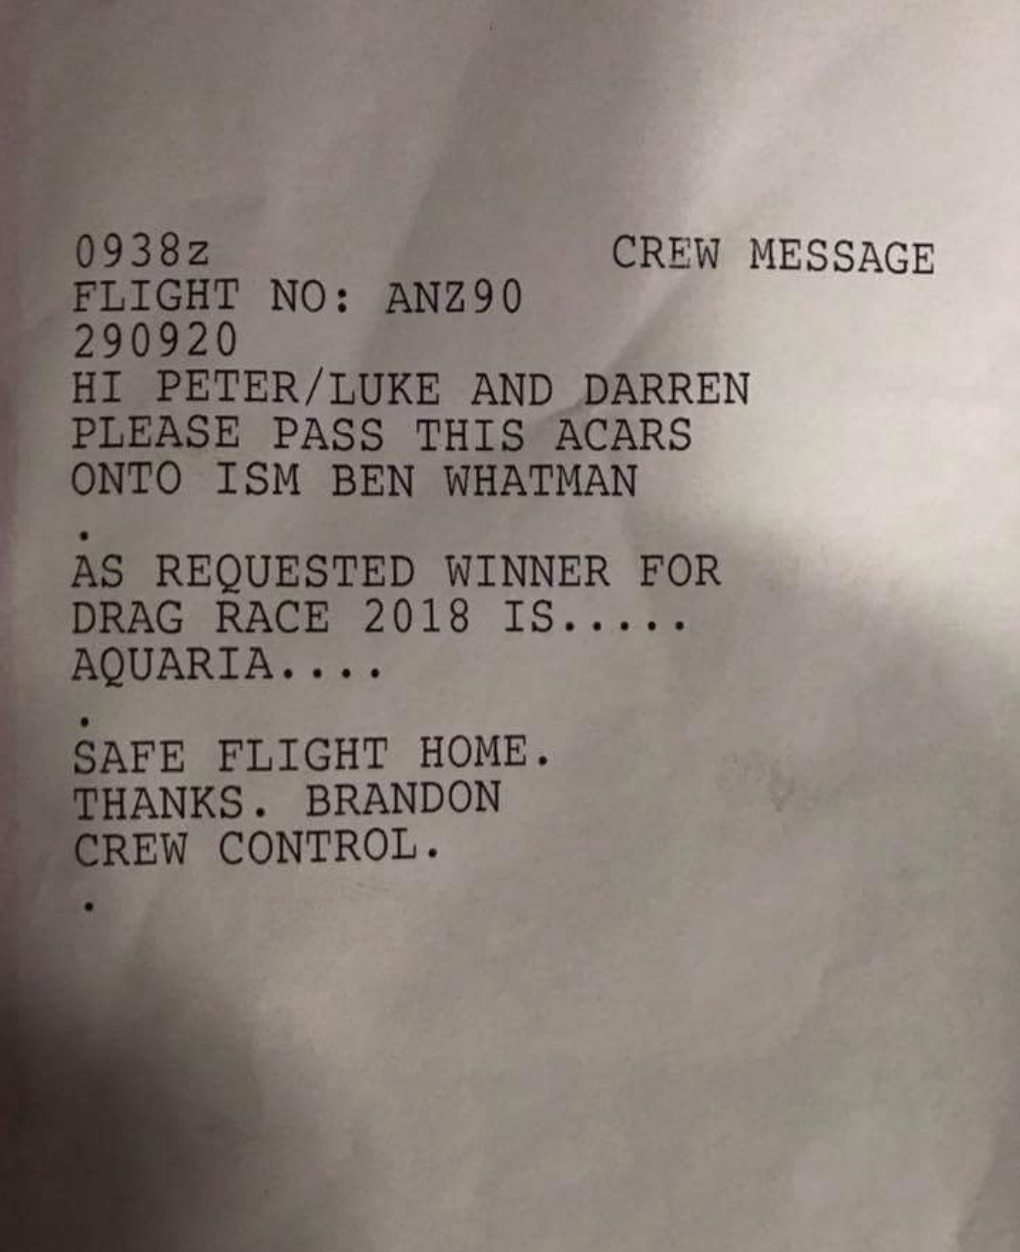 0938z CREW MESSAGE
FLIGHT NO: ANZ90
290920
HI PETER/LUKE AND DARREN
PLEASE PASS THIS ACARS
ONTO ISM BEN WHATMAN
.
AS REQUESTED WINNER FOR
DRAG RACE 2018 IS.....
AQUARIA....
.
SAFE FLIGHT HOME.
THANKS. BRANDON
CREW CONTROL.
.